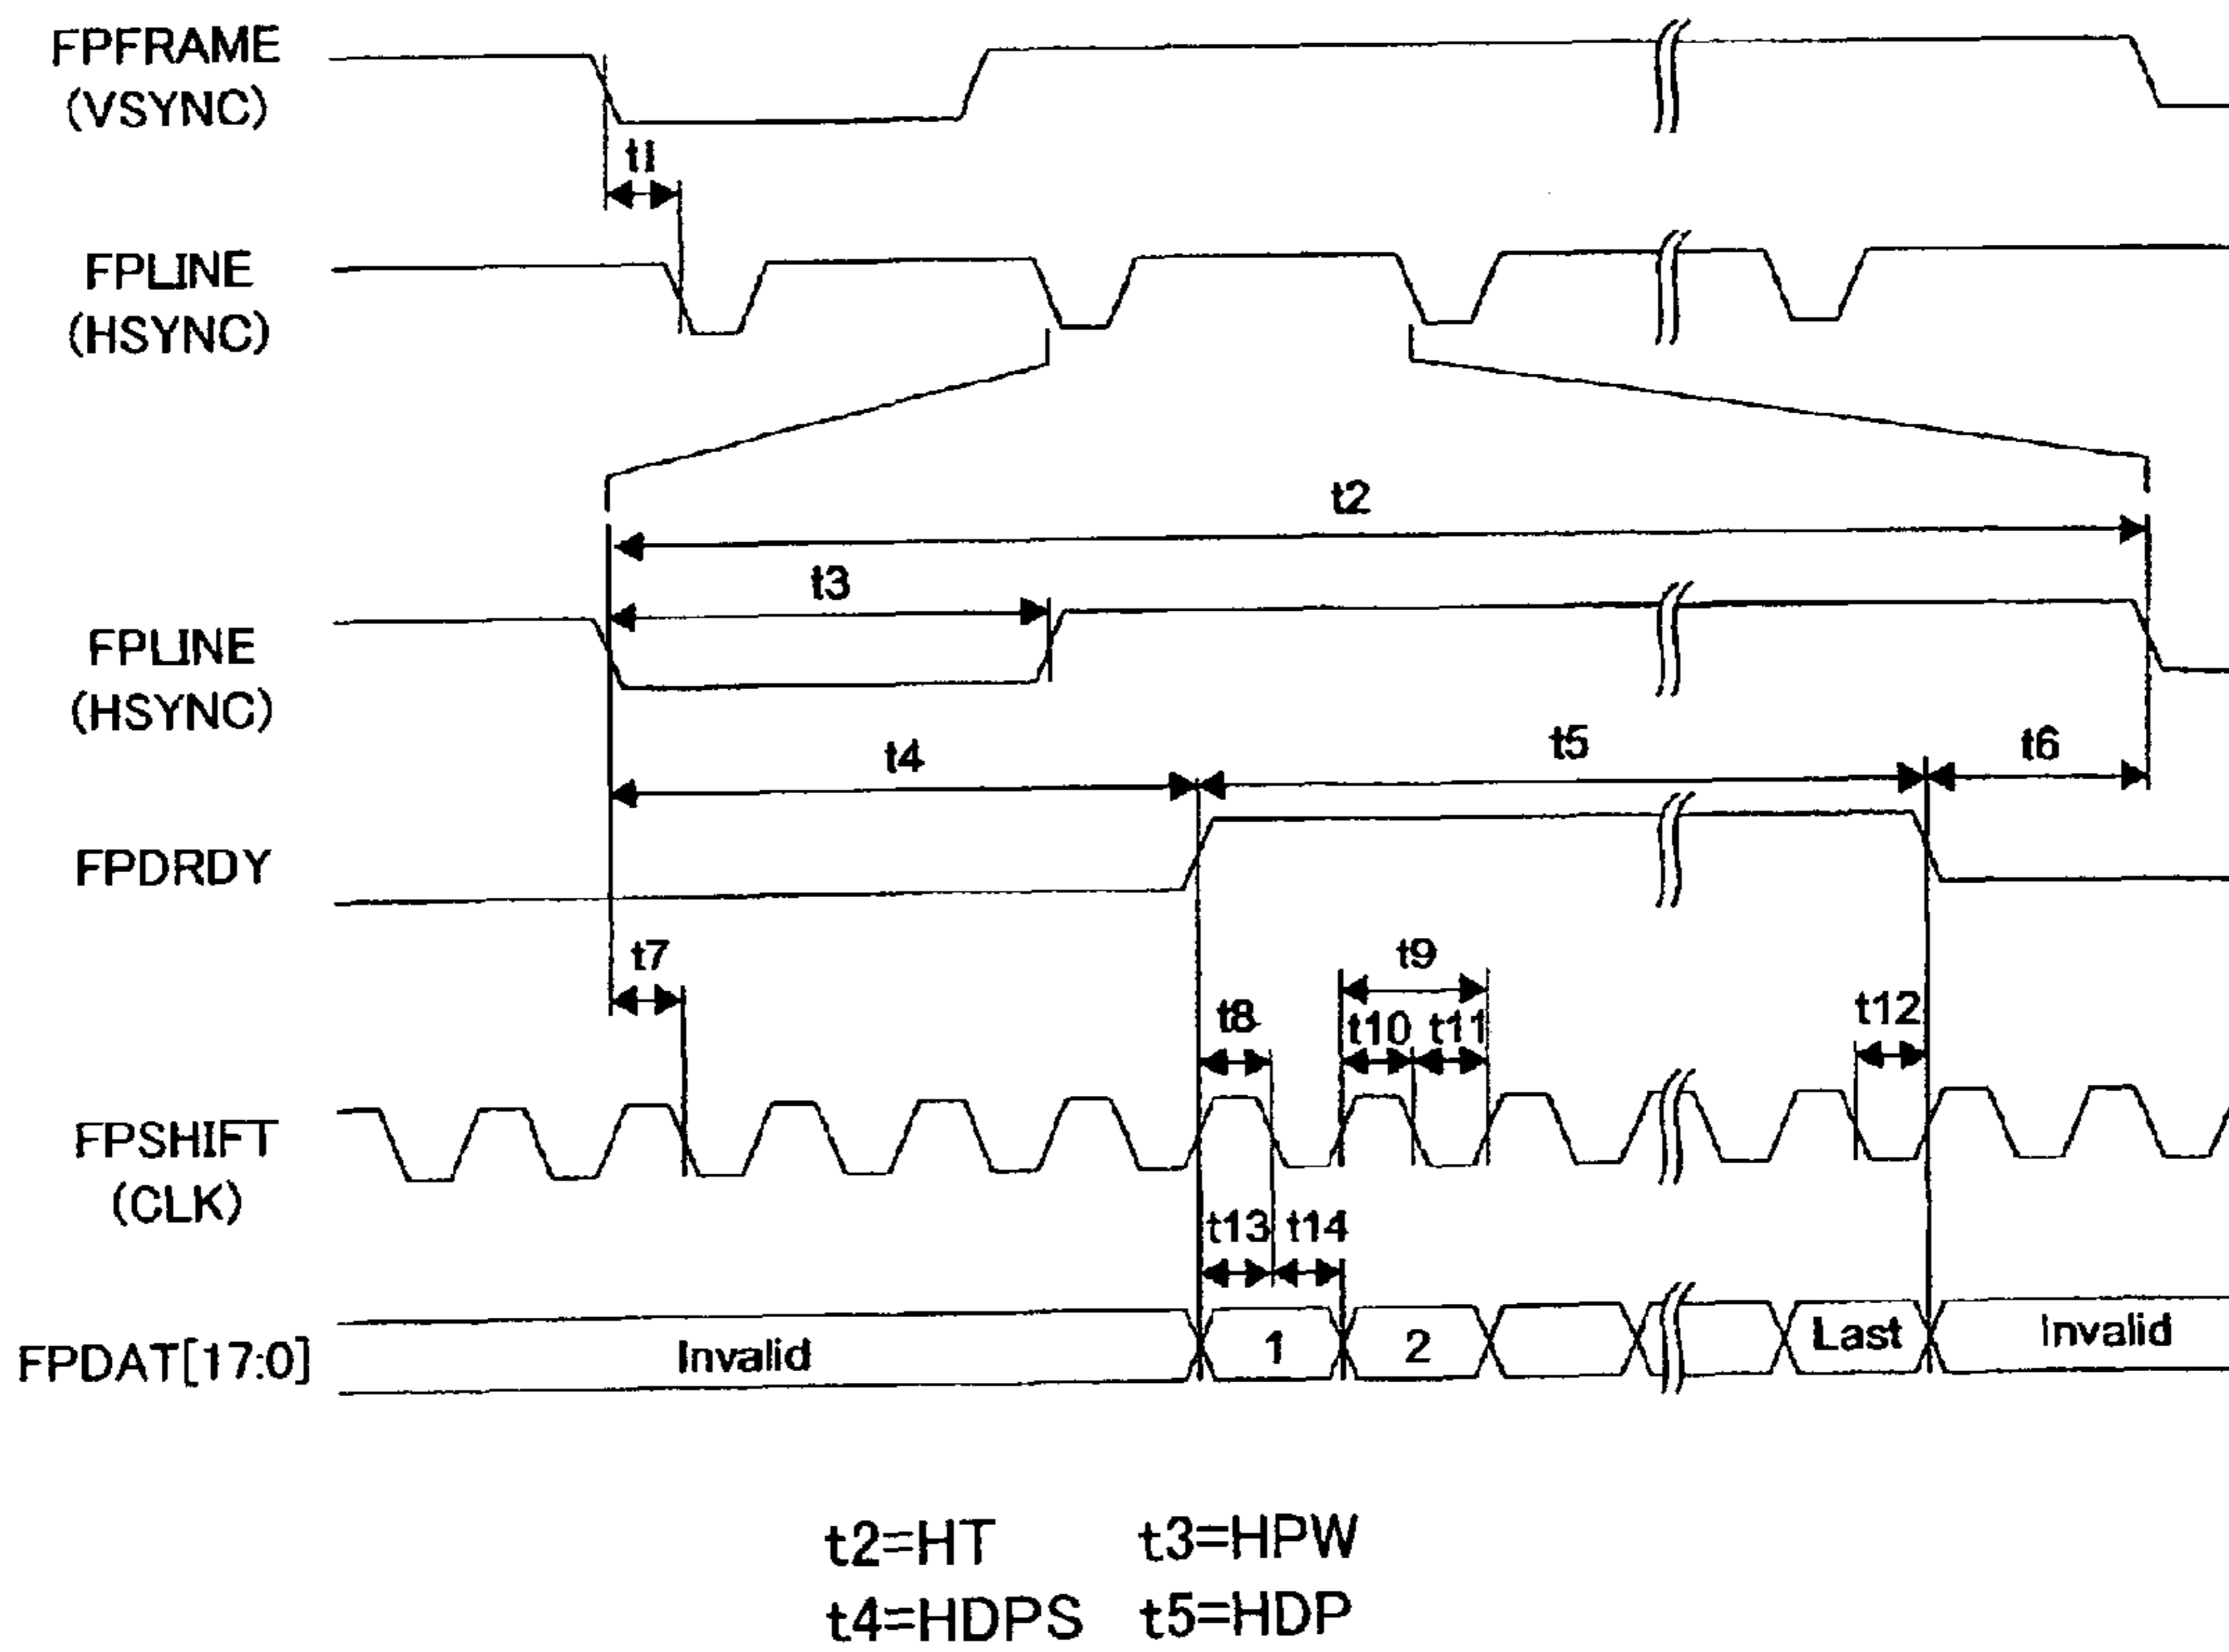 FPFRAME
(VSYNC)
t1
FPLINE
(HSYNC)
t2
t3
FPLINE
(HSYNC)
t4
t5
t6
FPDRDY
t7
t9
t8
t10
t11
t12
FPSHIFT
(CLK)
t13
t14
FPDAT[17:0]
Invalid
1
2
Last
Invalid
t2=HT
t3=HPW
t4=HDPS
t5=HDP